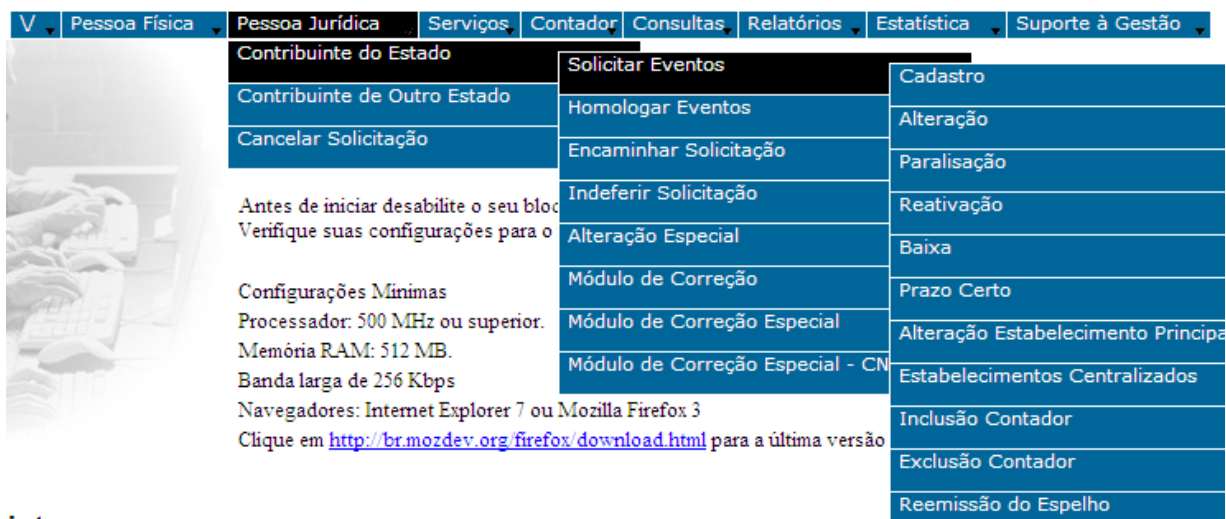 V Pessoa Física Pessoa Jurídica Serviços Contador Consultas Relatórios Estatística Suporte à Gestão
Contribuinte do Estado
Contribuinte de Outro Estado
Cancelar Solicitação
Solicitar Eventos
Homologar Eventos
Encaminhar Solicitação
Indeferir Solicitação
Alteração Especial
Módulo de Correção
Módulo de Correção Especial
Módulo de Correção Especial - CN
Cadastro
Alteração
Paralisação
Reativação
Baixa
Prazo Certo
Alteração Estabelecimento Principa
Estabelecimentos Centralizados
Inclusão Contador
Exclusão Contador
Reemissão do Espelho
Antes de iniciar desabilite o seu bloc
Verifique suas configurações para o
Configurações Minimas
Processador: 500 MHz ou superior.
Memória RAM: 512 MB.
Banda larga de 256 Kbps
Navegadores: Internet Explorer 7 ou Mozilla Firefox 3
Clique em http://br.mozdev.org/firefox/download.html para a última versão